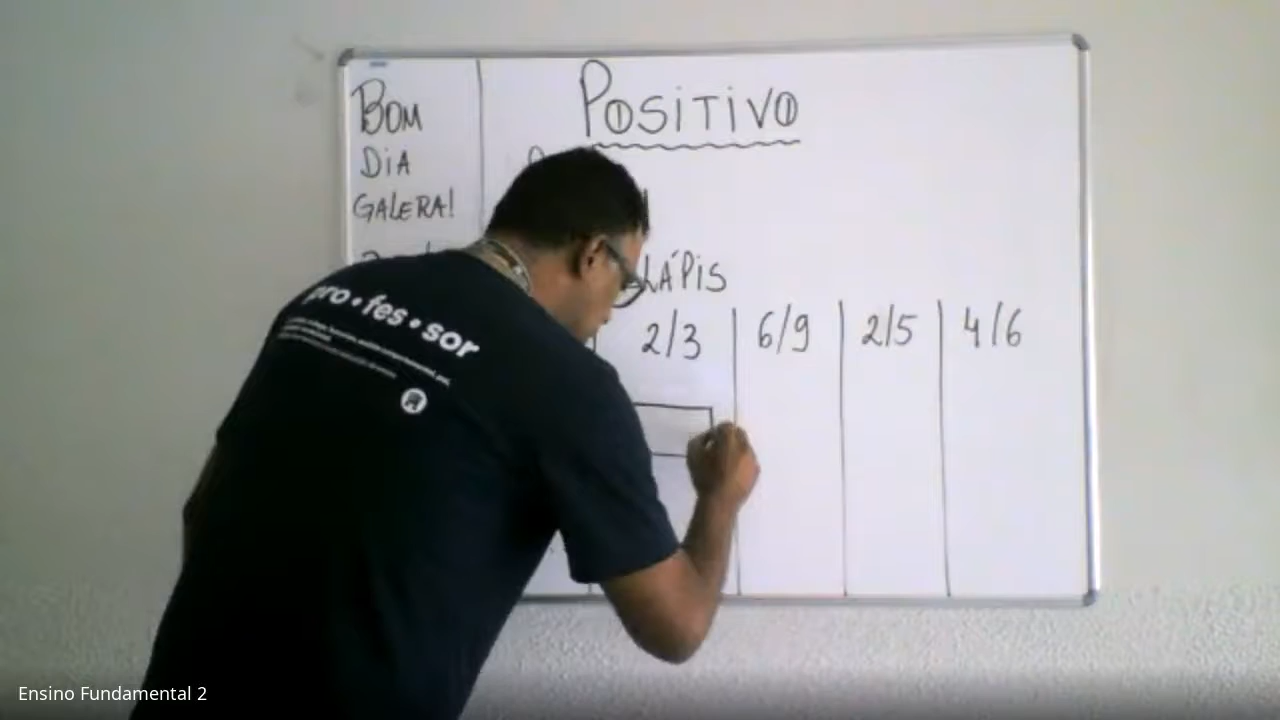 BOM
DIA
GALERA!
POSITIVO
LÁPIS
2/3
6/9
2/5
4/6
pro•fes•sor
Ensino Fundamental 2